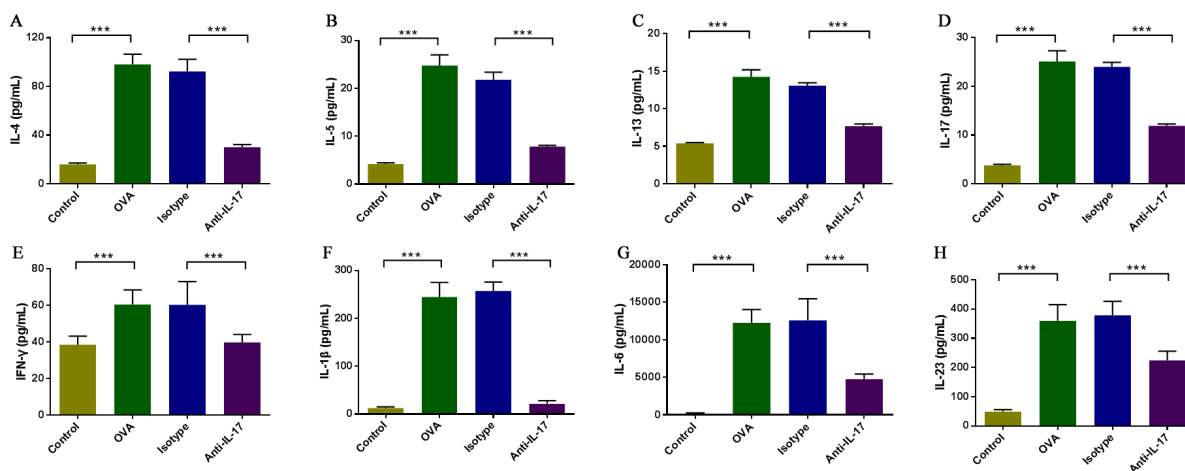 A
IL-4 (pg/mL)
120
80
40
0
***
***
Control
OVA
Isotype
Anti-IL-17
B
IL-5 (pg/mL)
30
20
10
0
***
***
Control
OVA
Isotype
Anti-IL-17
C
IL-13 (pg/mL)
20
15
10
5
0
***
***
Control
OVA
Isotype
Anti-IL-17
D
IL-17 (pg/mL)
30
20
10
0
***
***
Control
OVA
Isotype
Anti-IL-17
E
IFN-γ (pg/mL)
80
60
40
20
0
***
***
Control
OVA
Isotype
Anti-IL-17
F
IL-1β (pg/mL)
300
200
100
0
***
***
Control
OVA
Isotype
Anti-IL-17
G
IL-6 (pg/mL)
20000
15000
10000
5000
0
***
***
Control
OVA
Isotype
Anti-IL-17
H
IL-23 (pg/mL)
500
400
300
200
100
0
***
***
Control
OVA
Isotype
Anti-IL-17